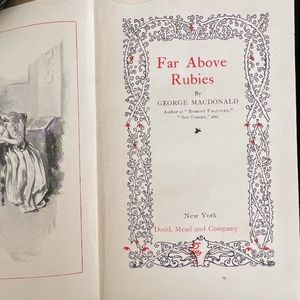 Far Above
Rubies
By
GEORGE MACDONALD
Author of "Robert Falconer,"
"Sir Gibbie," etc.
New York
Dodd, Mead and Company